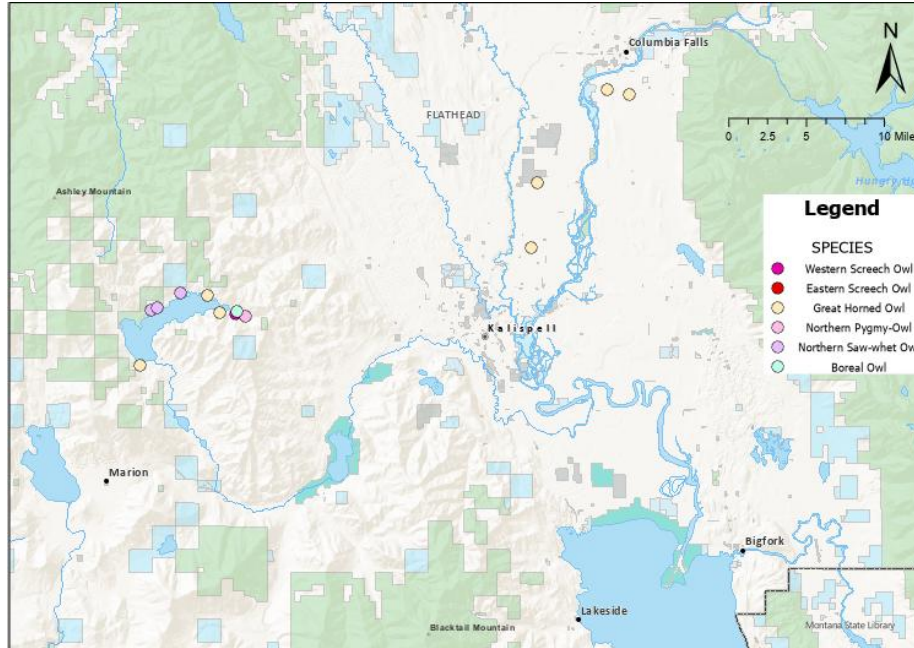 Columbia Falls
N
FLATHEAD
0 2.5 5 10 Mile
Ashley Mountain
Hungry H
Legend
SPECIES
Western Screech Owl
Eastern Screech Owl
Great Horned Owl
Northern Pygmy-Owl
Northern Saw-whet Ow
Boreal Owl
Kalispell
Marion
Bigfork
Lakeside
Blacktail Mountain
Montana State Library